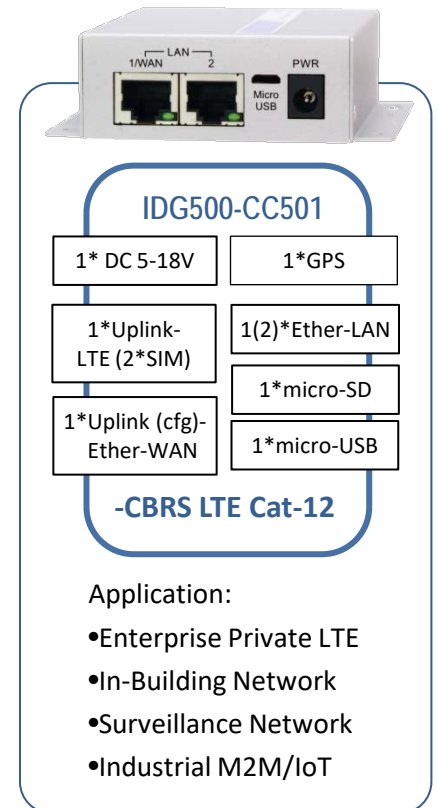 LAN
1/WAN 2 PWR
Micro
USB
IDG500-CC501
1* DC 5-18V
1*GPS
1*Uplink-
LTE (2*SIM)
1(2)*Ether-LAN
1*micro-SD
1*Uplink (cfg)-
Ether-WAN
1*micro-USB
-CBRS LTE Cat-12
Application:
•Enterprise Private LTE
•In-Building Network
•Surveillance Network
•Industrial M2M/IoT